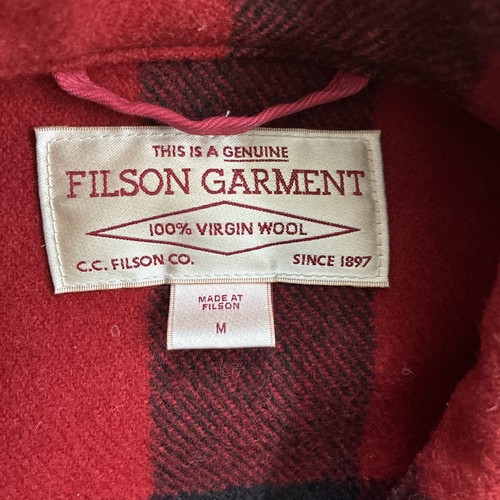 THIS IS A GENUINE
FILSON GARMENT
100% VIRGIN WOOL
C.C. FILSON CO. SINCE 1897
MADE AT
FILSON
M